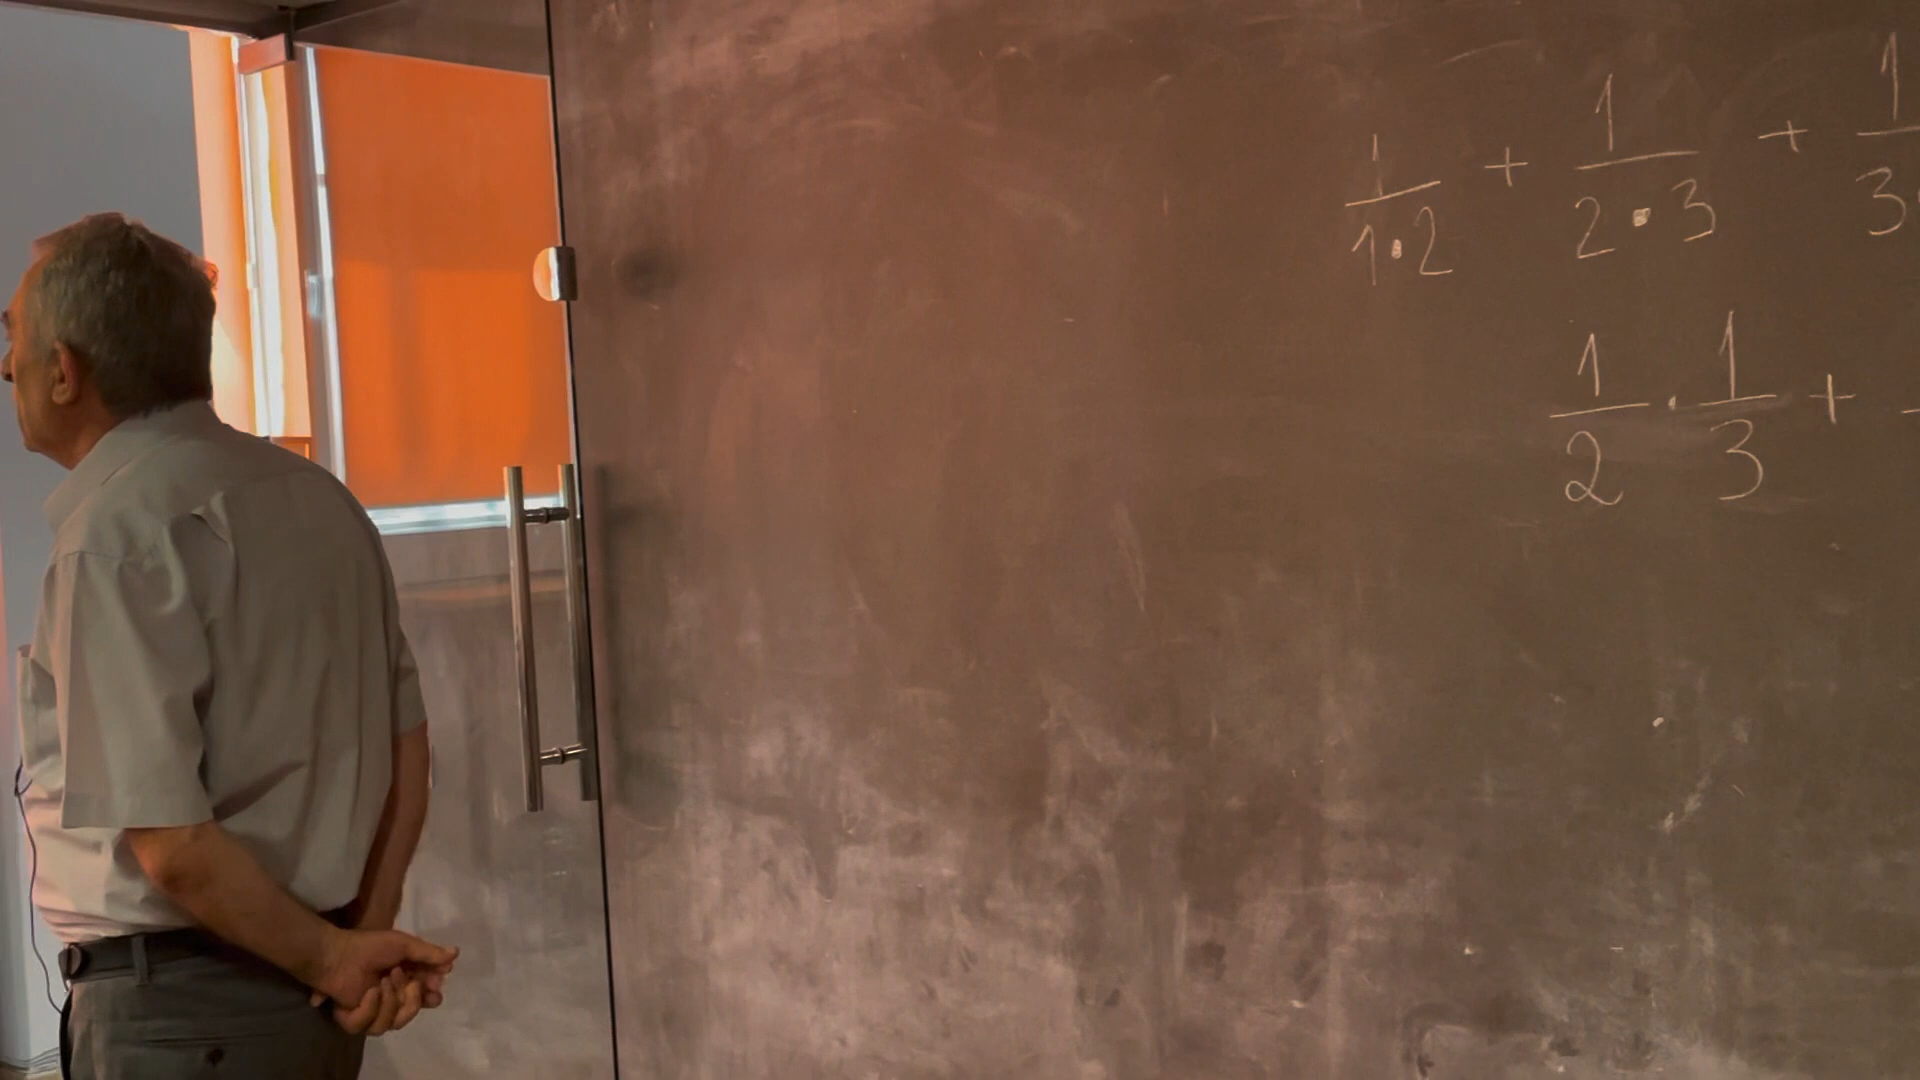 1/1·2 + 1/2·3 + 1/3
1/2 · 1/3 +